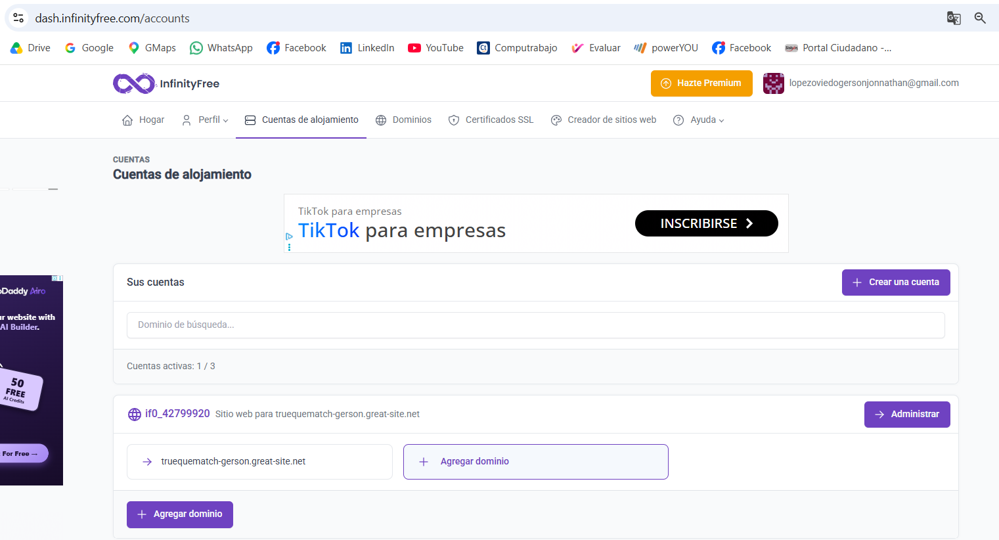 dash.infinityfree.com/accounts
Drive Google GMaps WhatsApp Facebook LinkedIn YouTube Computrabajo Evaluar powerYOU Facebook Portal Ciudadano -...
InfinityFree
Hazte Premium
lopezoviedogersonjonnathan@gmail.com
Hogar Perfil Cuentas de alojamiento Dominios Certificados SSL Creador de sitios web Ayuda
CUENTAS
Cuentas de alojamiento
TikTok para empresas
TikTok para empresas
INSCRIBIRSE
Sus cuentas
Crear una cuenta
Dominio de búsqueda...
Cuentas activas: 1 / 3
if0_42799920 Sitio web para truequematch-gerson.great-site.net
Administrar
truequematch-gerson.great-site.net
Agregar dominio
Agregar dominio
oDaddy Airo
ur website with
AI Builder.
50
FREE
AI Credits
For Free →